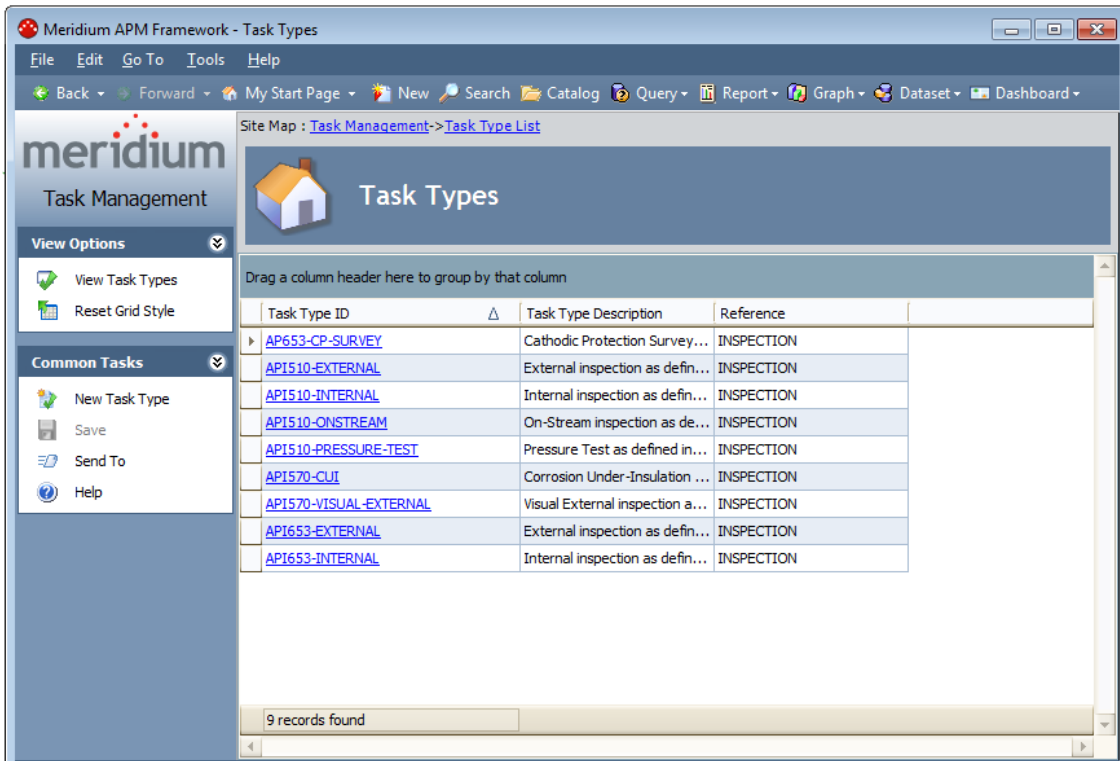 Meridium APM Framework - Task Types
File Edit Go To Tools Help
Back Forward My Start Page New Search Catalog Query Report Graph Dataset Dashboard
meridium
Task Management
View Options
View Task Types
Reset Grid Style
Common Tasks
New Task Type
Save
Send To
Help
Site Map : Task Management->Task Type List
Task Types
Drag a column header here to group by that column
Task Type ID Task Type Description Reference
AP653-CP-SURVEY Cathodic Protection Survey... INSPECTION
API510-EXTERNAL External inspection as defin... INSPECTION
API510-INTERNAL Internal inspection as defin... INSPECTION
API510-ONSTREAM On-Stream inspection as de... INSPECTION
API510-PRESSURE-TEST Pressure Test as defined in... INSPECTION
API570-CUI Corrosion Under-Insulation ... INSPECTION
API570-VISUAL-EXTERNAL Visual External inspection a... INSPECTION
API653-EXTERNAL External inspection as defin... INSPECTION
API653-INTERNAL Internal inspection as defin... INSPECTION
9 records found